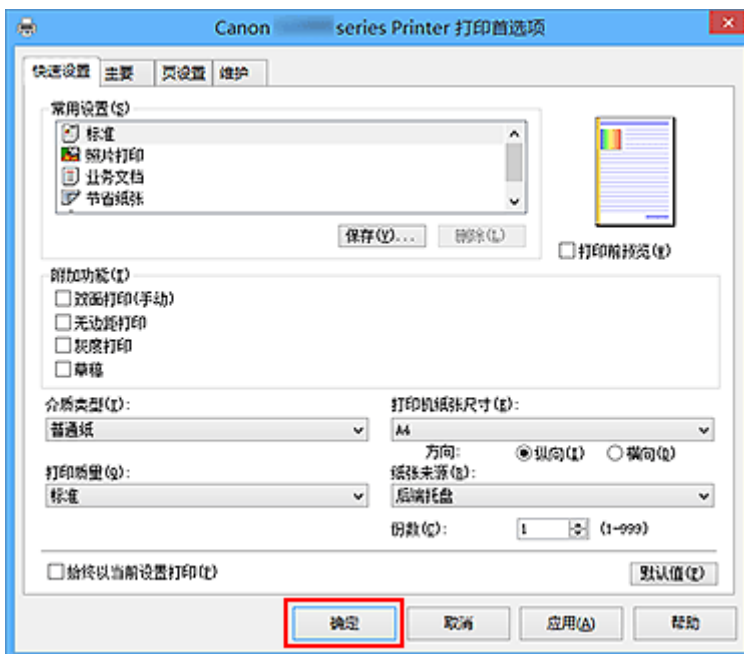 Canon series Printer 打印首选项
快速设置 主要 页设置 维护
常用设置(S)
标准
照片打印
业务文档
节省纸张
保存(V)... 删除(L)
打印前预览(W)
附加功能(I)
双面打印(手动)
无边距打印
灰度打印
草稿
介质类型(T): 打印机纸张尺寸(E):
普通纸 A4
方向: 纵向(I) 横向(D)
打印质量(Q): 纸张来源(R):
标准 后端托盘
份数(C): 1 (1-999)
始终以当前设置打印(P) 默认值(F)
确定 取消 应用(A) 帮助